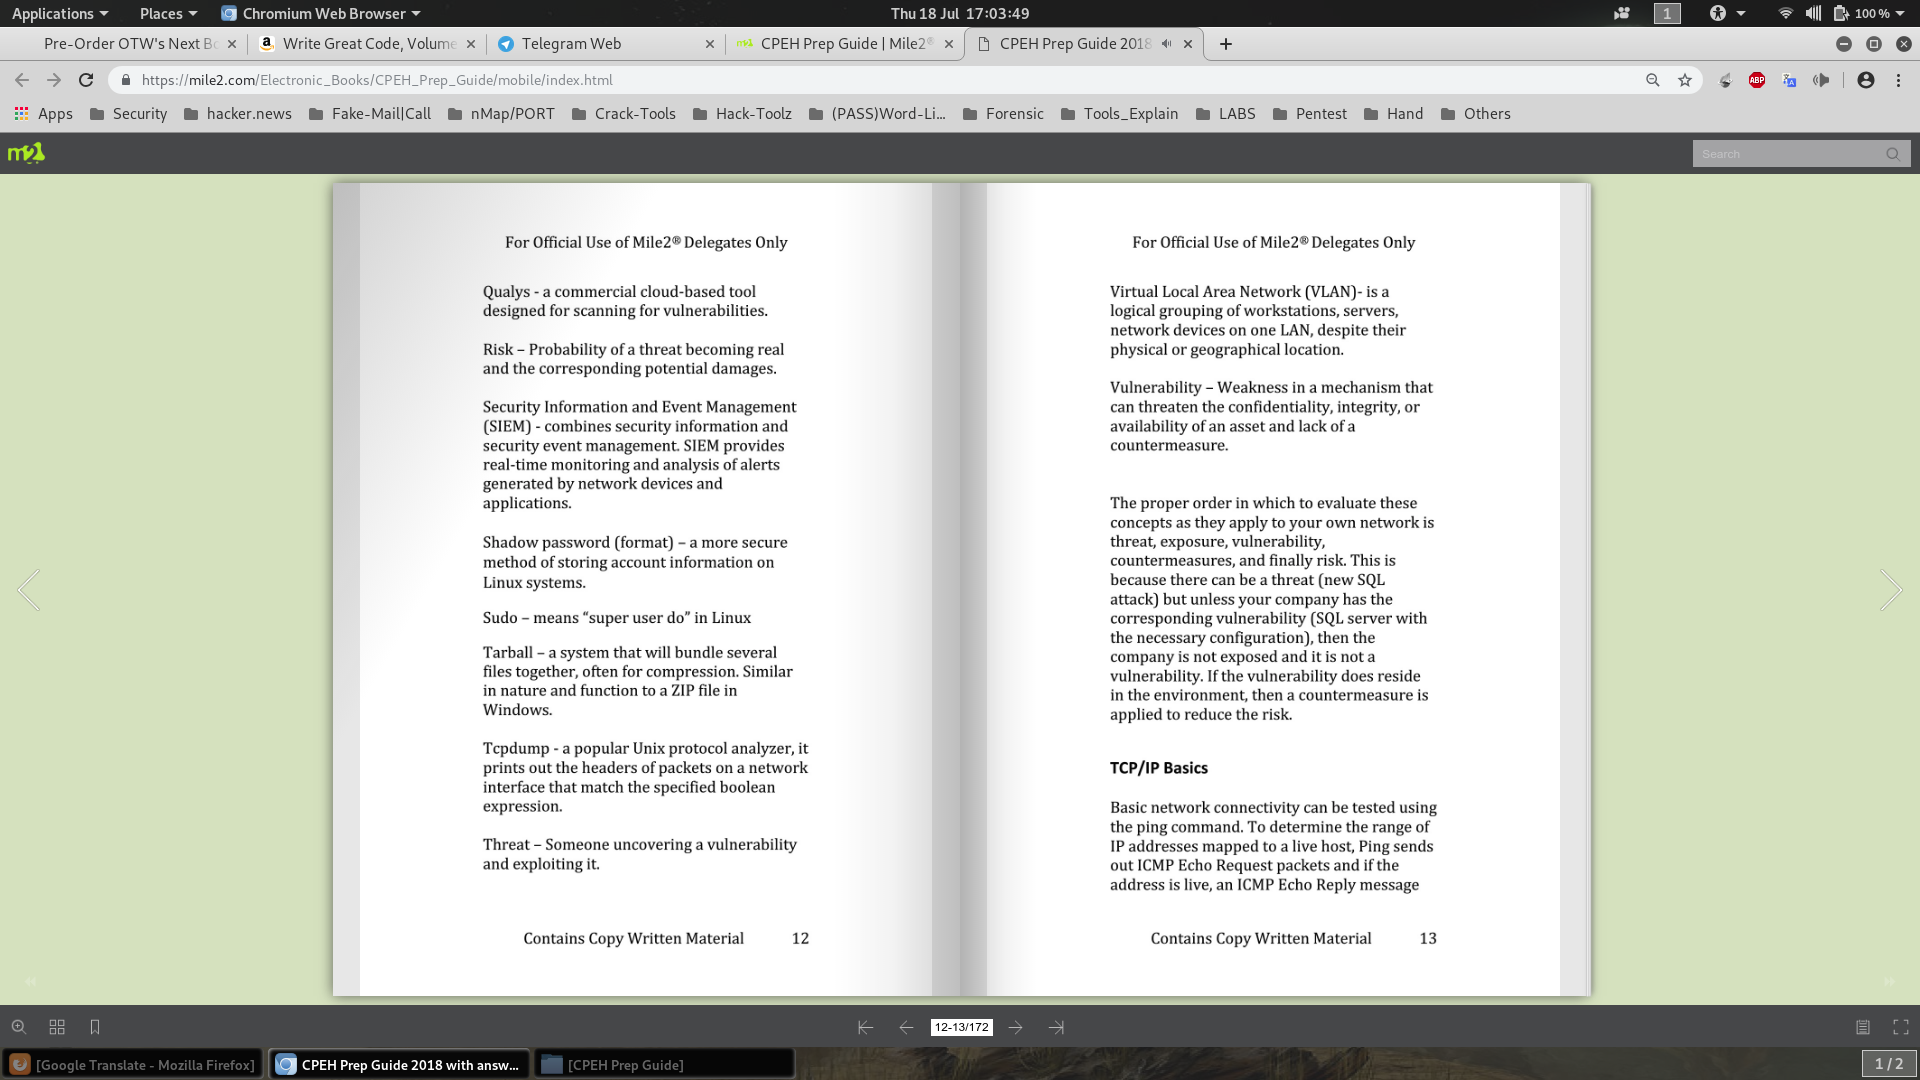 Applications
Places
Chromium Web Browser
Thu 18 Jul 17:03:49
1
100 %
Pre-Order OTW's Next Bo
Write Great Code, Volume
Telegram Web
CPEH Prep Guide | Mile2®
CPEH Prep Guide 2018
https://mile2.com/Electronic_Books/CPEH_Prep_Guide/mobile/index.html
ABP
Apps
Security
hacker.news
Fake-Mail|Call
nMap/PORT
Crack-Tools
Hack-Toolz
(PASS)Word-Li...
Forensic
Tools_Explain
LABS
Pentest
Hand
Others
m2
Search
For Official Use of Mile2® Delegates Only
Qualys - a commercial cloud-based tool
designed for scanning for vulnerabilities.
Risk – Probability of a threat becoming real
and the corresponding potential damages.
Security Information and Event Management
(SIEM) - combines security information and
security event management. SIEM provides
real-time monitoring and analysis of alerts
generated by network devices and
applications.
Shadow password (format) – a more secure
method of storing account information on
Linux systems.
Sudo – means “super user do” in Linux
Tarball – a system that will bundle several
files together, often for compression. Similar
in nature and function to a ZIP file in
Windows.
Tcpdump - a popular Unix protocol analyzer, it
prints out the headers of packets on a network
interface that match the specified boolean
expression.
Threat – Someone uncovering a vulnerability
and exploiting it.
Contains Copy Written Material 12
For Official Use of Mile2® Delegates Only
Virtual Local Area Network (VLAN)- is a
logical grouping of workstations, servers,
network devices on one LAN, despite their
physical or geographical location.
Vulnerability – Weakness in a mechanism that
can threaten the confidentiality, integrity, or
availability of an asset and lack of a
countermeasure.
The proper order in which to evaluate these
concepts as they apply to your own network is
threat, exposure, vulnerability,
countermeasures, and finally risk. This is
because there can be a threat (new SQL
attack) but unless your company has the
corresponding vulnerability (SQL server with
the necessary configuration), then the
company is not exposed and it is not a
vulnerability. If the vulnerability does reside
in the environment, then a countermeasure is
applied to reduce the risk.
TCP/IP Basics
Basic network connectivity can be tested using
the ping command. To determine the range of
IP addresses mapped to a live host, Ping sends
out ICMP Echo Request packets and if the
address is live, an ICMP Echo Reply message
Contains Copy Written Material 13
12-13/172
[Google Translate - Mozilla Firefox]
CPEH Prep Guide 2018 with answ...
[CPEH Prep Guide]
1 / 2